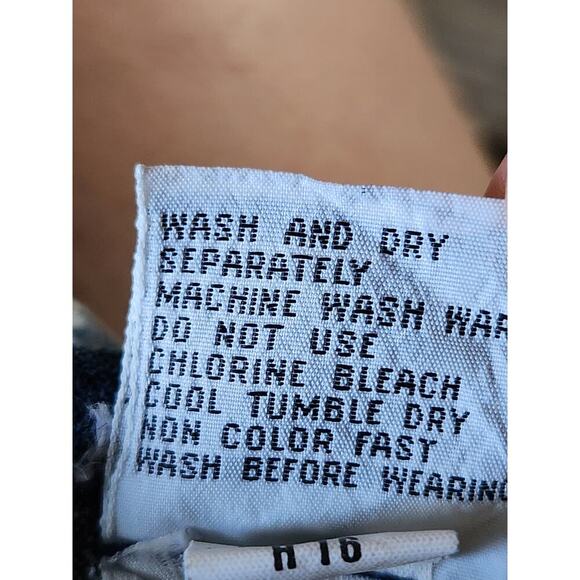 WASH AND DRY
SEPARATELY
MACHINE WASH WAR
DO NOT USE
CHLORINE BLEACH
COOL TUMBLE DRY
NON COLOR FAST
WASH BEFORE WEARING
H 16